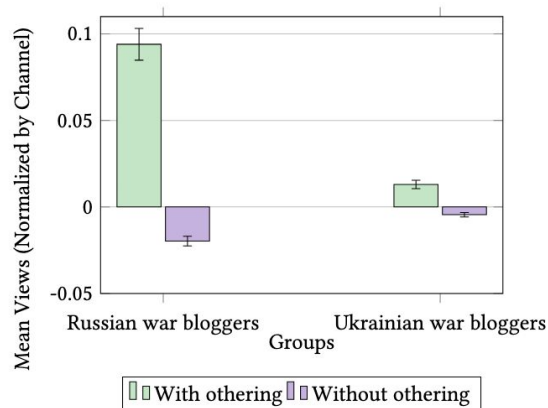 Mean Views (Normalized by Channel)
0.1
0.05
0
-0.05
Russian war bloggers
Ukrainian war bloggers
Groups
With othering
Without othering